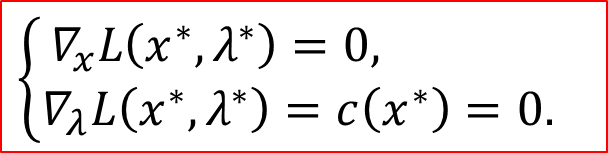 ∇ₓL(x*, λ*) = 0,
∇_λL(x*, λ*) = c(x*) = 0.